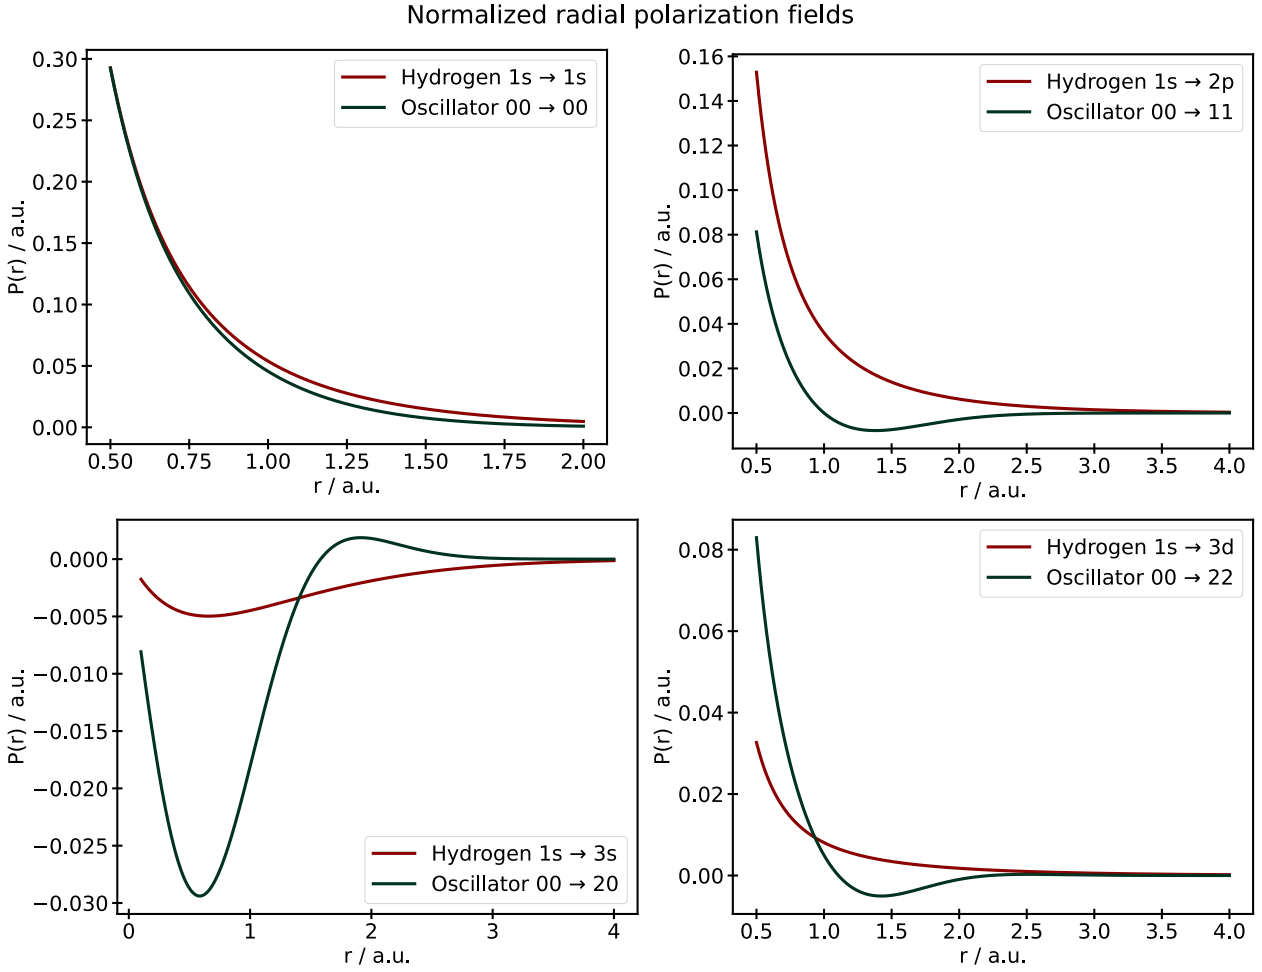 Normalized radial polarization fields
0.30
0.25
0.20
0.15
0.10
0.05
0.00
P(r) / a.u.
Hydrogen 1s → 1s
Oscillator 00 → 00
0.50 0.75 1.00 1.25 1.50 1.75 2.00
r / a.u.
0.16
0.14
0.12
0.10
0.08
0.06
0.04
0.02
0.00
P(r) / a.u.
Hydrogen 1s → 2p
Oscillator 00 → 11
0.5 1.0 1.5 2.0 2.5 3.0 3.5 4.0
r / a.u.
0.000
−0.005
−0.010
−0.015
−0.020
−0.025
−0.030
P(r) / a.u.
Hydrogen 1s → 3s
Oscillator 00 → 20
0 1 2 3 4
r / a.u.
0.08
0.06
0.04
0.02
0.00
P(r) / a.u.
Hydrogen 1s → 3d
Oscillator 00 → 22
0.5 1.0 1.5 2.0 2.5 3.0 3.5 4.0
r / a.u.